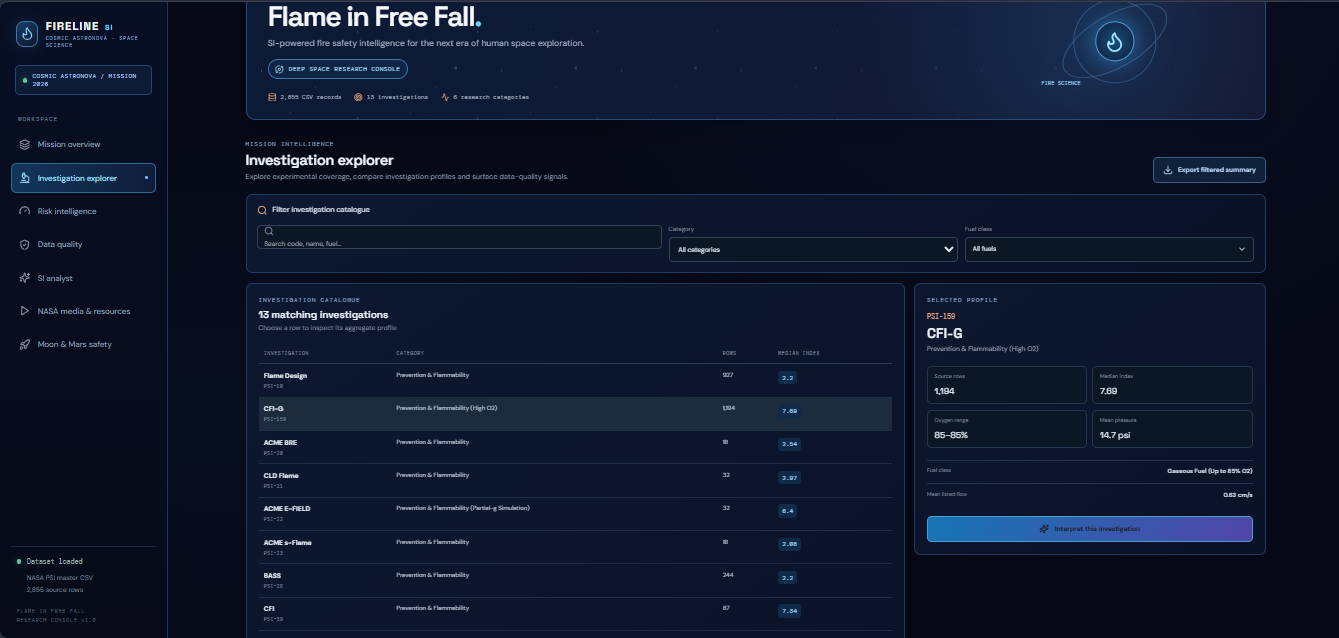 FIRELINE SI
COSMIC ASTRONOVA · SPACE
SCIENCE
COSMIC ASTRONOVA / MISSION
2026
WORKSPACE
Mission overview
Investigation explorer
Risk intelligence
Data quality
SI analyst
NASA media & resources
Moon & Mars safety
Dataset loaded
NASA PSI master CSV
2,855 source rows
FLAME IN FREE FALL
RESEARCH CONSOLE v1.0
Flame in Free Fall.
SI-powered fire safety intelligence for the next era of human space exploration.
DEEP SPACE RESEARCH CONSOLE
2,855 CSV records
13 investigations
6 research categories
FIRE SCIENCE
MISSION INTELLIGENCE
Investigation explorer
Explore experimental coverage, compare investigation profiles and surface data-quality signals.
Export filtered summary
Filter investigation catalogue
Search code, name, fuel...
Category
All categories
Fuel class
All fuels
INVESTIGATION CATALOGUE
13 matching investigations
Choose a row to inspect its aggregate profile
INVESTIGATION CATEGORY ROWS MEDIAN INDEX
Flame Design Prevention & Flammability 927 2.2
PSI-18
CFI-G Prevention & Flammability (High O2) 1,194 7.69
PSI-159
ACME BRE Prevention & Flammability 18 2.54
PSI-20
CLD Flame Prevention & Flammability 32 2.97
PSI-21
ACME E-FIELD Prevention & Flammability (Partial-g Simulation) 32 6.4
PSI-22
ACME s-Flame Prevention & Flammability 18 2.08
PSI-23
BASS Prevention & Flammability 244 2.2
CFI Prevention & Flammability 87 7.34
PSI-39
SELECTED PROFILE
PSI-159
CFI-G
Prevention & Flammability (High O2)
Source rows
1,194
Median index
7.69
Oxygen range
85–85%
Mean pressure
14.7 psi
Fuel class Gaseous Fuel (Up to 85% O2)
Mean listed flow 0.63 cm/s
Interpret this investigation